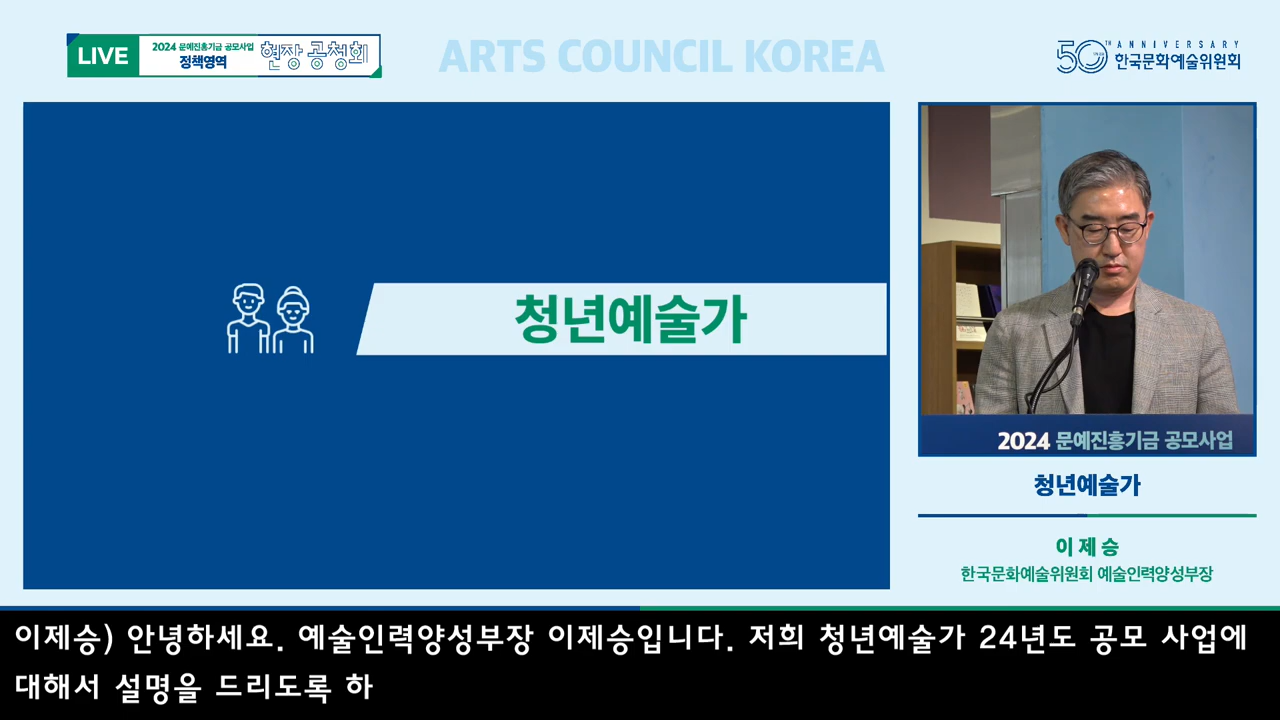 LIVE
2024 문예진흥기금 공모사업
정책영역
현장 공청회
ARTS COUNCIL KOREA
50TH ANNIVERSARY
한국문화예술위원회
청년예술가
2024 문예진흥기금 공모사업
청년예술가
이제승
한국문화예술위원회 예술인력양성부장
이제승) 안녕하세요. 예술인력양성부장 이제승입니다. 저희 청년예술가 24년도 공모 사업에
대해서 설명을 드리도록 하